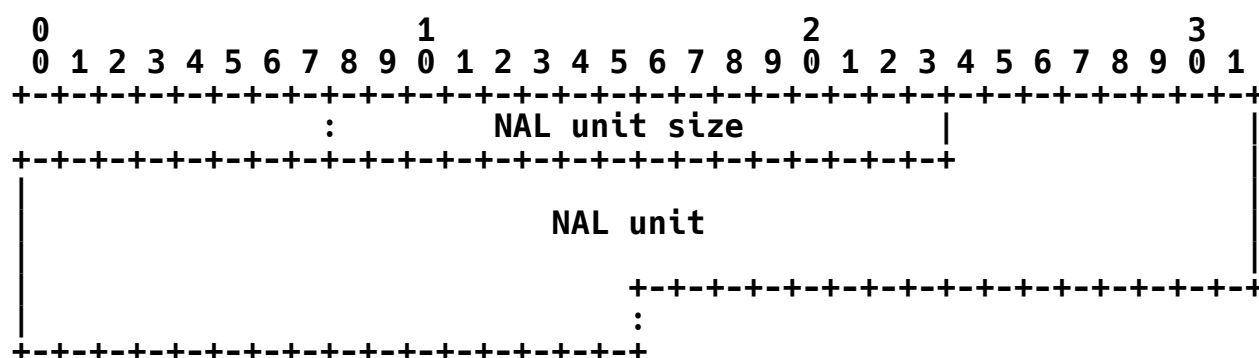 0                   1                   2                   3
 0 1 2 3 4 5 6 7 8 9 0 1 2 3 4 5 6 7 8 9 0 1 2 3 4 5 6 7 8 9 0 1
+-+-+-+-+-+-+-+-+-+-+-+-+-+-+-+-+-+-+-+-+-+-+-+-+-+-+-+-+-+-+-+-+
                :        NAL unit size          |               |
+-+-+-+-+-+-+-+-+-+-+-+-+-+-+-+-+-+-+-+-+-+-+-+-+               |
|                                                               |
|                           NAL unit                            |
|                                                               |
|                               +-+-+-+-+-+-+-+-+-+-+-+-+-+-+-+-+
|                               :
+-+-+-+-+-+-+-+-+-+-+-+-+-+-+-+-+